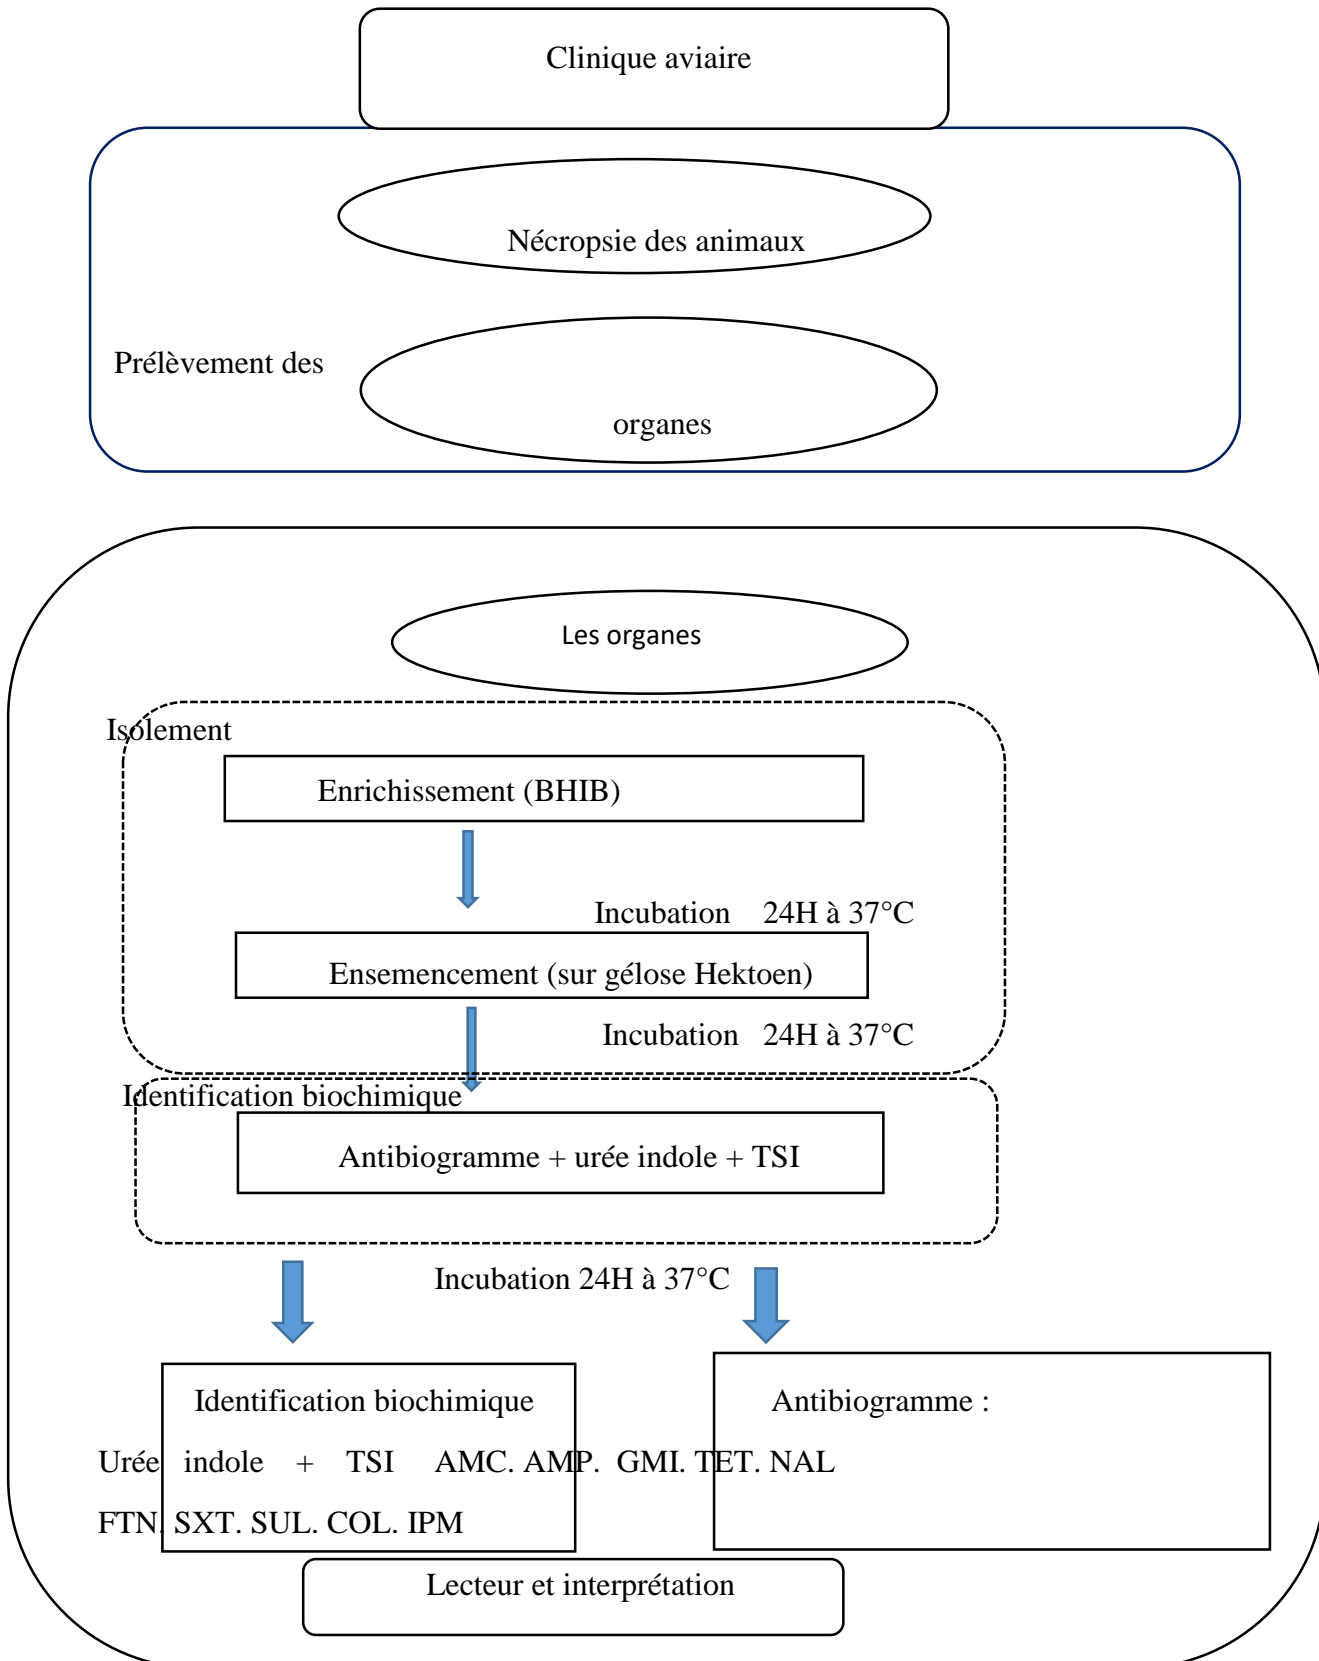 Clinique aviaire
Nécropsie des animaux
Prélèvement des
organes
Les organes
Isolement
Enrichissement (BHIB)
Incubation 24H à 37°C
Ensemencement (sur gélose Hektoen)
Incubation 24H à 37°C
Identification biochimique
Antibiogramme + urée indole + TSI
Incubation 24H à 37°C
Identification biochimique Antibiogramme :
Urée indole + TSI AMC. AMP. GMI. TET. NAL
FTN. SXT. SUL. COL. IPM
Lecteur et interprétation